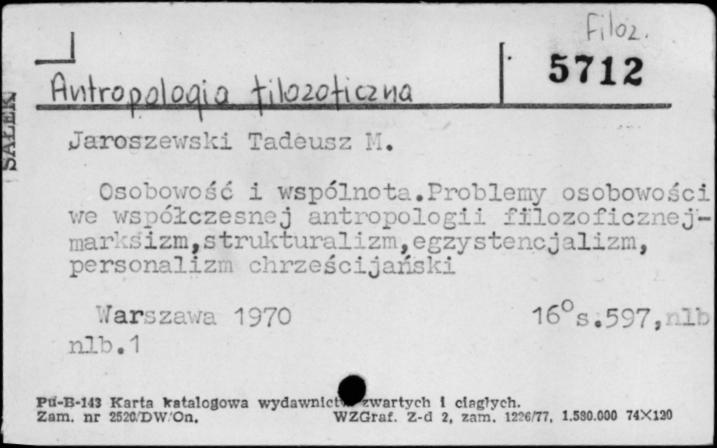 Filoz.
5712
Antropologia filozoficzna
SAŁEK
Jaroszewski Tadeusz M.
Osobowość i wspólnota.Problemy osobowości
we współczesnej antropologii filozoficznej-
marksizm,strukturalizm,egzystencjalizm,
personalizm chrześcijański
Warszawa 1970 16° s.597,nlb
nlb.1
Pu-B-143 Karta katalogowa wydawnictw zwartych i ciągłych.
Zam. nr 2520/DW/On. WZGraf. Z-d 2, zam. 1226/77, 1.580.000 74X120